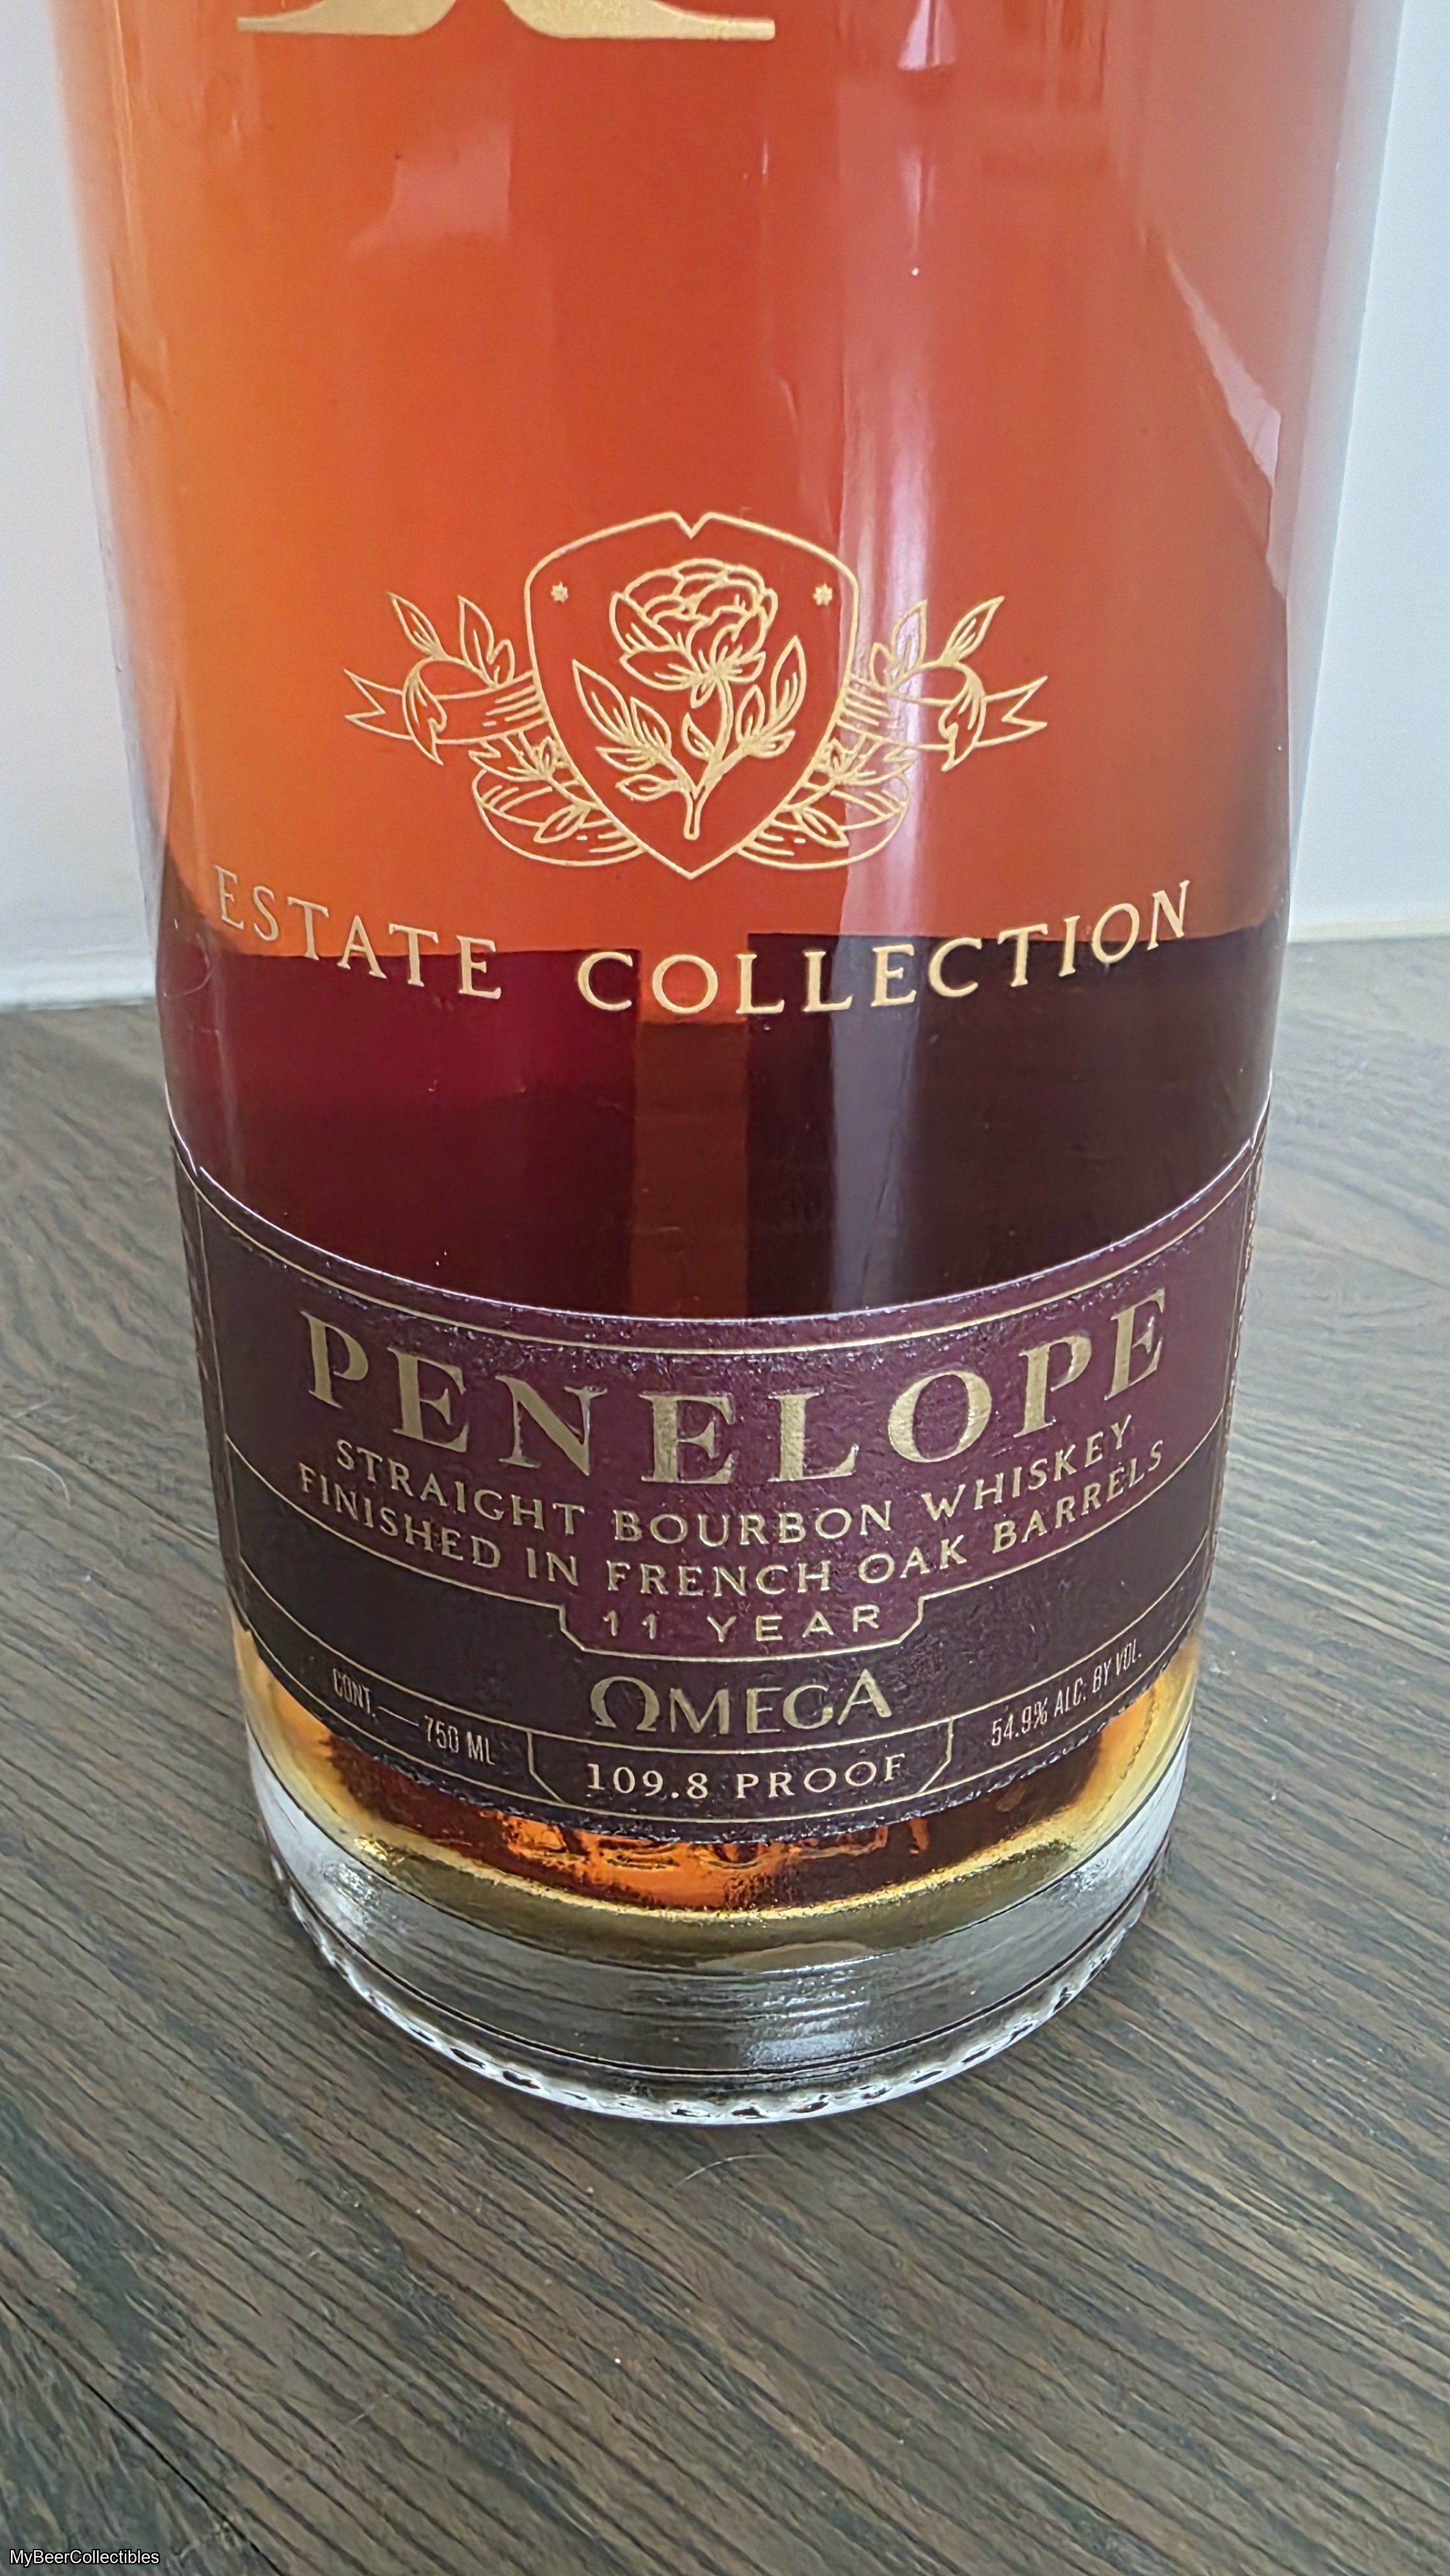 ESTATE COLLECTION
PENELOPE
STRAIGHT BOURBON WHISKEY
FINISHED IN FRENCH OAK BARRELS
11 YEAR
ΩMEGA
CONT. — 750 ML
109.8 PROOF
54.9% ALC. BY VOL.
MyBeerCollectibles